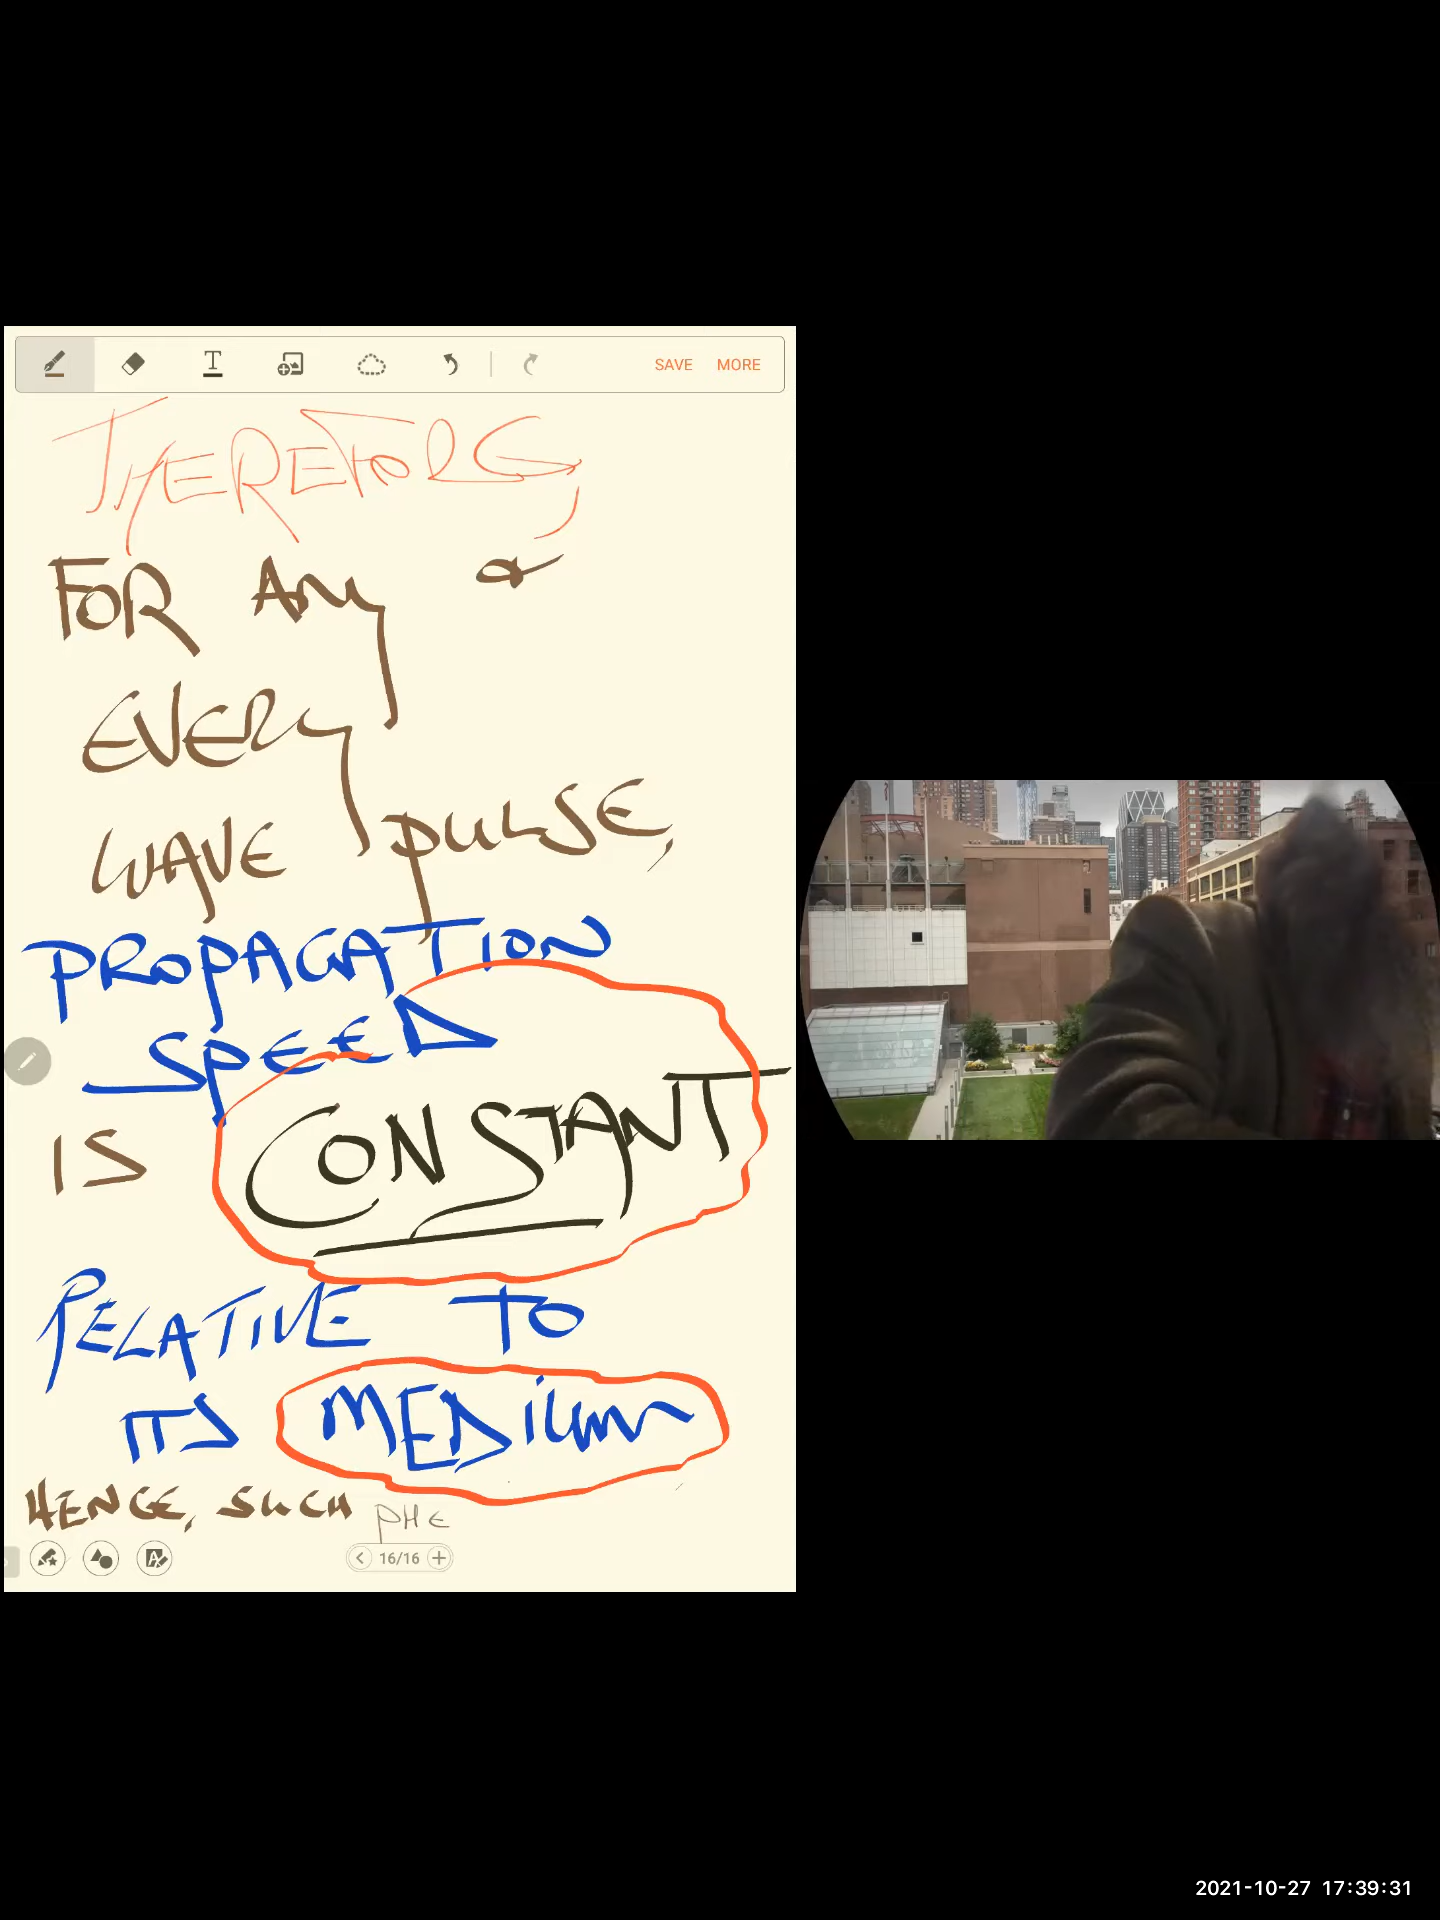 T SAVE MORE
THEREFORE,
FOR ANY &
EVERY
WAVE PULSE,
PROPAGATION
SPEED
IS CONSTANT
RELATIVE TO
ITS MEDIUM
HENCE, SUCH PHE
16/16
2021-10-27 17:39:31